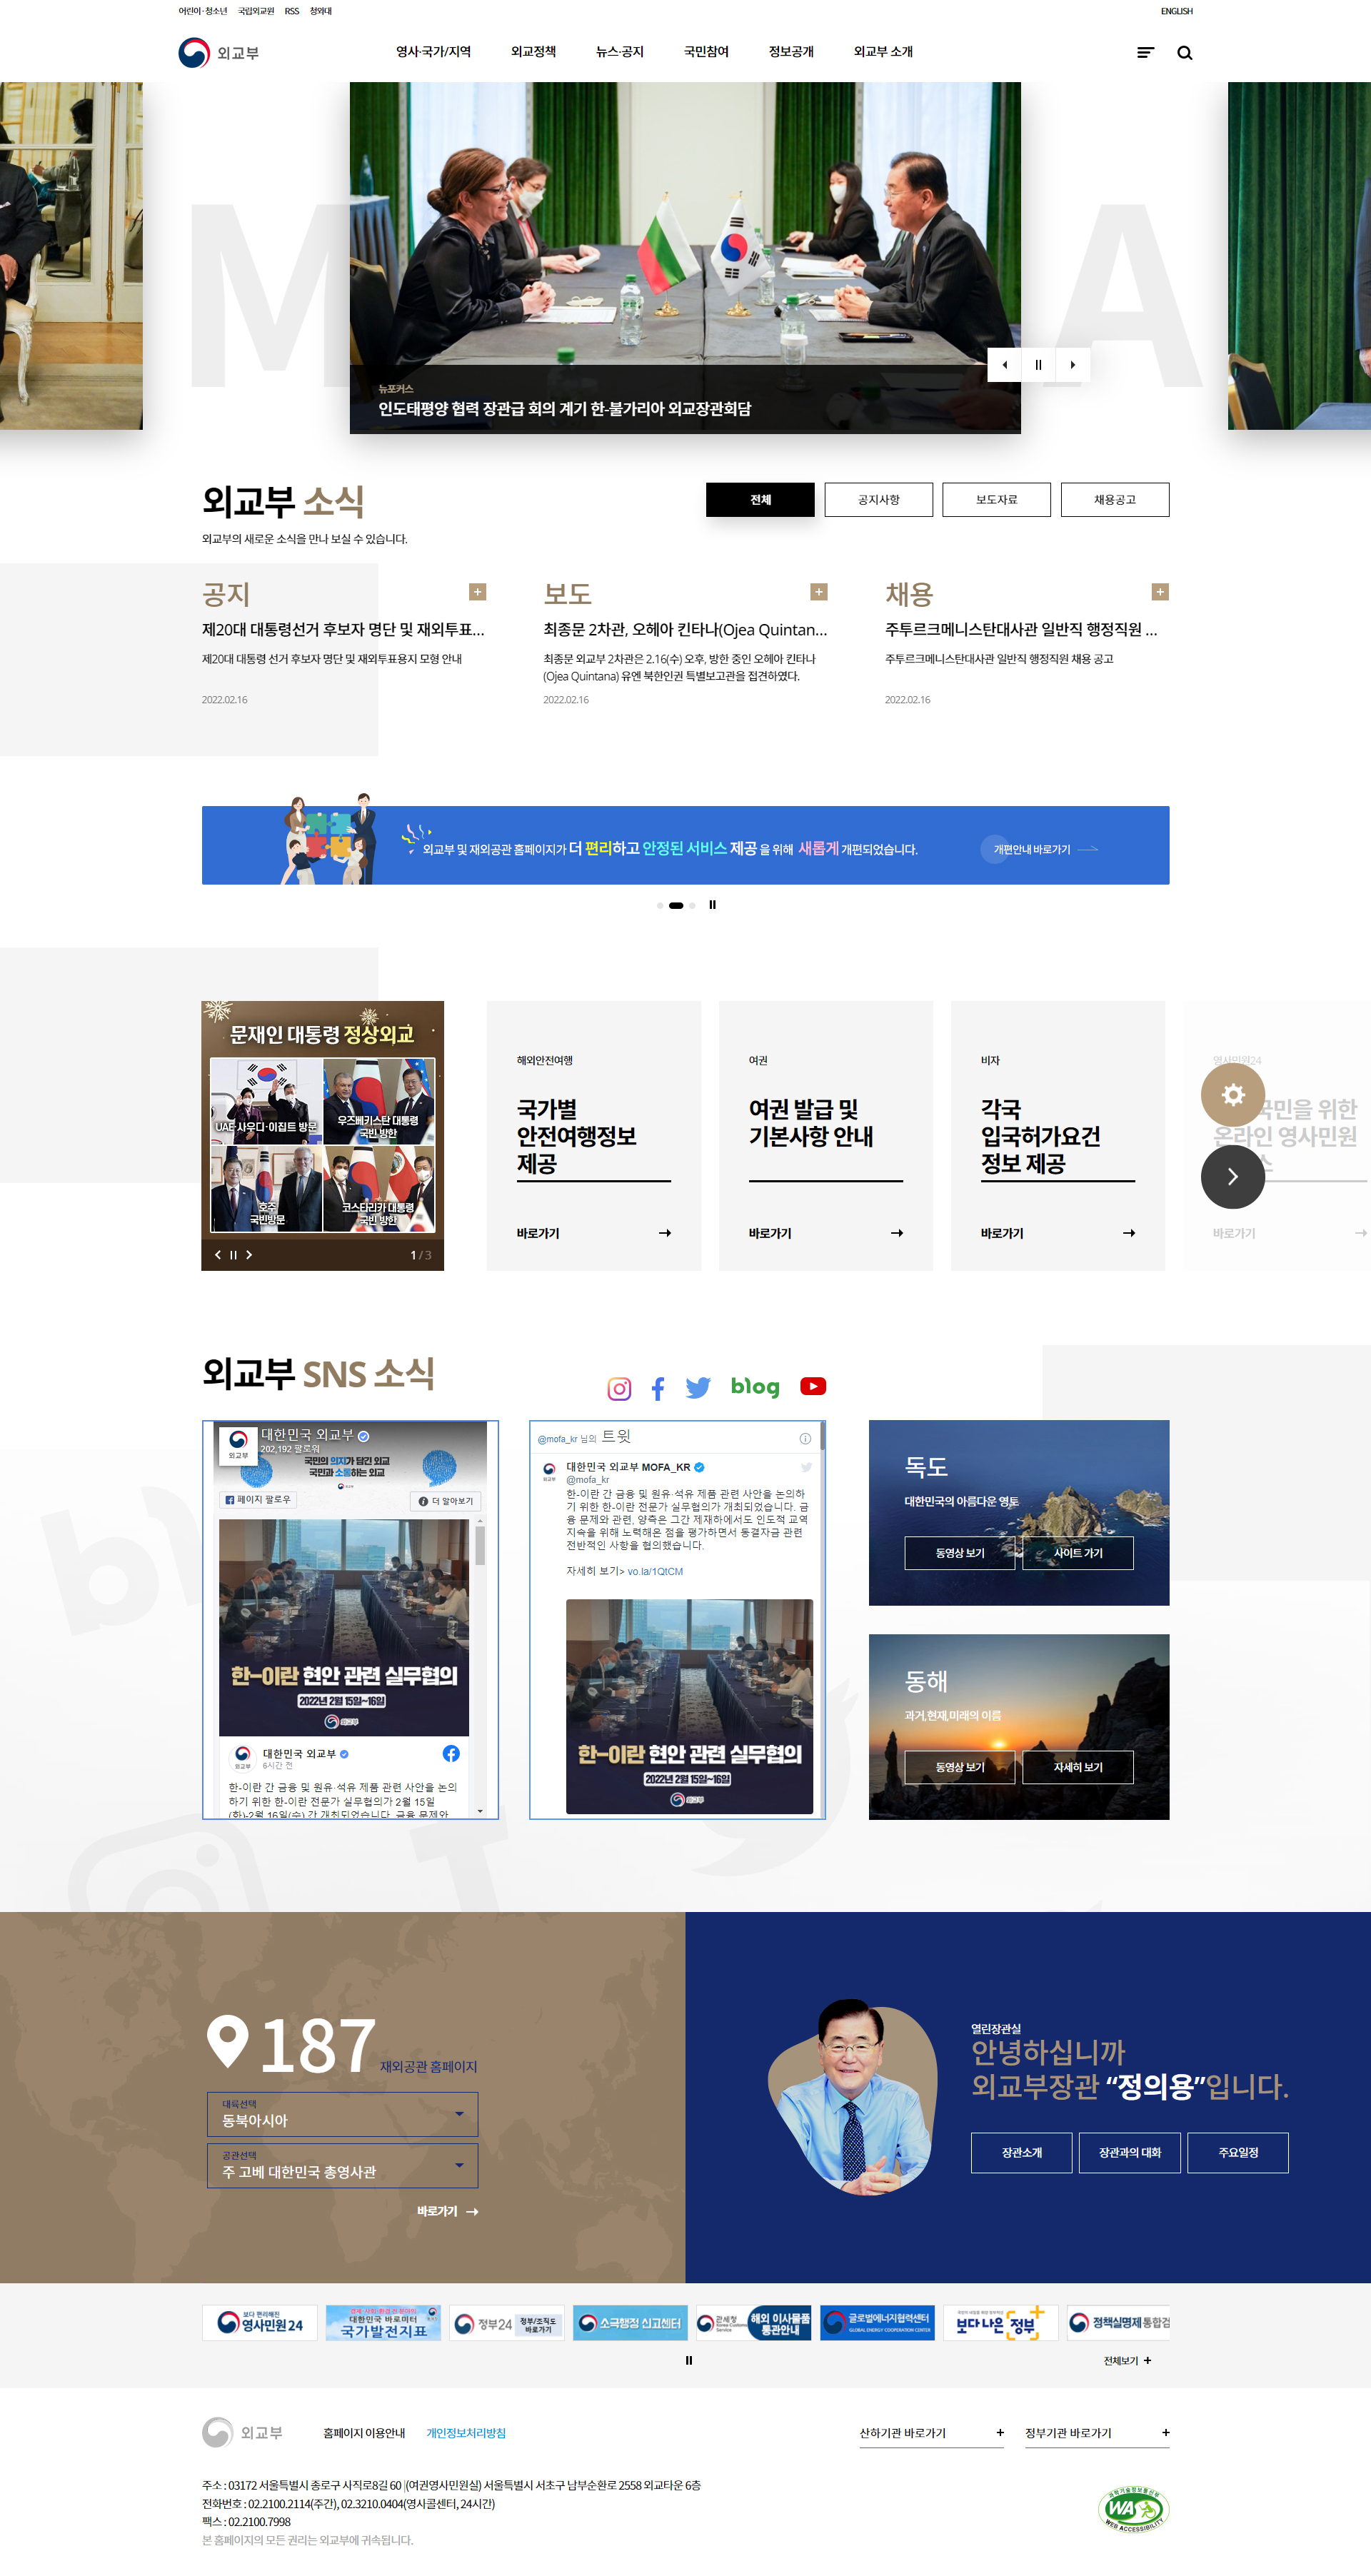 어린이·청소년 국립외교원 RSS 청와대
ENGLISH
외교부
영사·국가/지역 외교정책 뉴스·공지 국민참여 정보공개 외교부 소개
M A
뉴포커스
인도태평양 협력 장관급 회의 계기 한-불가리아 외교장관회담
외교부 소식
전체 공지사항 보도자료 채용공고
외교부의 새로운 소식을 만나 보실 수 있습니다.
공지
제20대 대통령선거 후보자 명단 및 재외투표...
제20대 대통령 선거 후보자 명단 및 재외투표용지 모형 안내
2022.02.16
보도
최종문 2차관, 오헤아 킨타나(Ojea Quintan...
최종문 외교부 2차관은 2.16(수) 오후, 방한 중인 오헤아 킨타나
(Ojea Quintana) 유엔 북한인권 특별보고관을 접견하였다.
2022.02.16
채용
주투르크메니스탄대사관 일반직 행정직원 ...
주투르크메니스탄대사관 일반직 행정직원 채용 공고
2022.02.16
외교부 및 재외공관 홈페이지가 더 편리하고 안정된 서비스 제공 을 위해 새롭게 개편되었습니다.
개편안내 바로가기
문재인 대통령 정상외교
UAE·사우디·이집트 방문
우즈베키스탄 대통령
국빈 방한
호주
국빈방문
코스타리카 대통령
국빈 방한
1 / 3
해외안전여행
국가별
안전여행정보
제공
바로가기
여권
여권 발급 및
기본사항 안내
바로가기
비자
각국
입국허가요건
정보 제공
바로가기
영사민원24
국민을 위한
온라인 영사민원
바로가기
외교부 SNS 소식
blog
대한민국 외교부
202,192 팔로워
외교부
국민의 의지가 담긴 외교
국민과 소통하는 외교
페이지 팔로우
더 알아보기
한-이란 현안 관련 실무협의
2022년 2월 15일~16일
외교부
대한민국 외교부
6시간 전
한-이란 간 금융 및 원유·석유 제품 관련 사안을 논의
하기 위한 한-이란 전문가 실무협의가 2월 15일
(화)-2월 16일(수) 간 개최되었습니다. 금융 문제와
@mofa_kr 님의 트윗
대한민국 외교부 MOFA_KR
@mofa_kr
한-이란 간 금융 및 원유·석유 제품 관련 사안을 논의하
기 위한 한-이란 전문가 실무협의가 개최되었습니다. 금
융 문제와 관련, 양측은 그간 제재하에서도 인도적 교역
지속을 위해 노력해온 점을 평가하면서 동결자금 관련
전반적인 사항을 협의했습니다.
자세히 보기> vo.la/1QtCM
한-이란 현안 관련 실무협의
2022년 2월 15일~16일
외교부
독도
대한민국의 아름다운 영토
동영상 보기 사이트 가기
동해
과거,현재,미래의 이름
동영상 보기 자세히 보기
187 재외공관 홈페이지
대륙선택
동북아시아
공관선택
주 고베 대한민국 총영사관
바로가기
열린장관실
안녕하십니까
외교부장관 “정의용”입니다.
장관소개 장관과의 대화 주요일정
보다 편리해진
영사민원24
대한민국 바로미터
국가발전지표
정부24
정부/조직도
바로가기
소극행정 신고센터
관세청
Korea Customs Service
해외 이사물품
통관안내
글로벌에너지협력센터
GLOBAL ENERGY COOPERATION CENTER
보다나은 정부
정책실명제 통합검
전체보기
외교부
홈페이지 이용안내 개인정보처리방침
산하기관 바로가기 정부기관 바로가기
주소 : 03172 서울특별시 종로구 사직로8길 60 |(여권영사민원실) 서울특별시 서초구 남부순환로 2558 외교타운 6층
전화번호 : 02.2100.2114(주간), 02.3210.0404(영사콜센터, 24시간)
팩스 : 02.2100.7998
본 홈페이지의 모든 권리는 외교부에 귀속됩니다.
과학기술정보통신부
WA
WEB ACCESSIBILITY